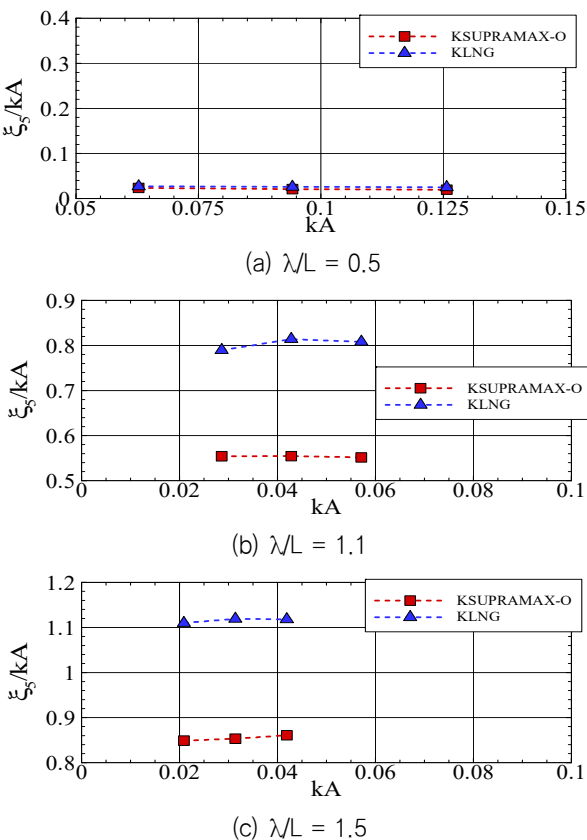 0.4
0.3
0.2
0.1
0
ξ5/kA
KSUPRAMAX-O
KLNG
0.05 0.075 0.1 0.125 0.15
kA
(a) λ/L = 0.5
0.9
0.8
0.7
0.6
0.5
ξ5/kA
KSUPRAMAX-O
KLNG
0 0.02 0.04 0.06 0.08 0.1
kA
(b) λ/L = 1.1
1.2
1.1
1
0.9
0.8
ξ5/kA
KSUPRAMAX-O
KLNG
0 0.02 0.04 0.06 0.08 0.1
kA
(c) λ/L = 1.5